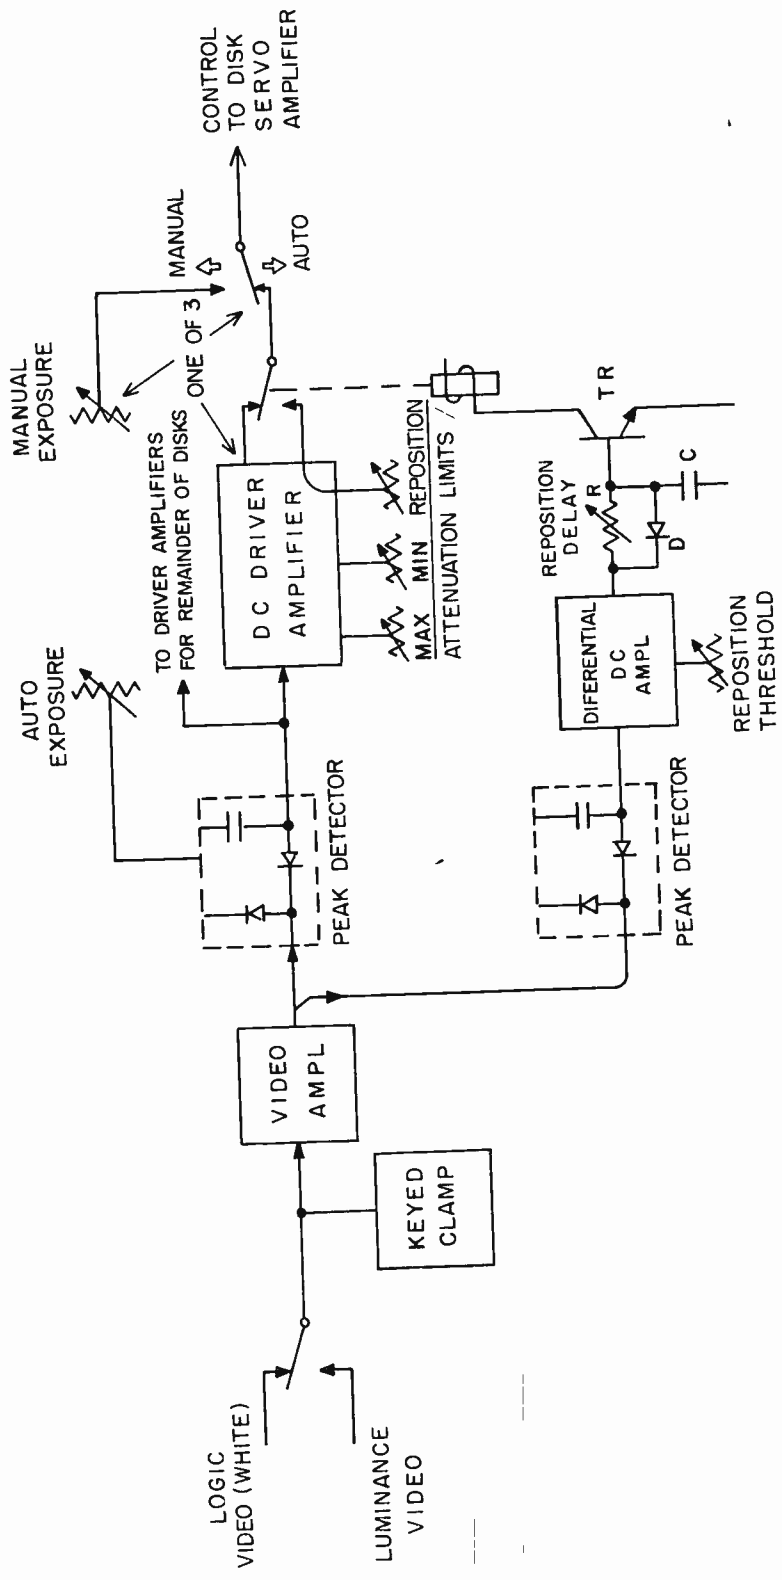 LOGIC
VIDEO (WHITE)
LUMINANCE
VIDEO
KEYED
CLAMP
VIDEO
AMPL
AUTO
EXPOSURE
PEAK DETECTOR
PEAK DETECTOR
TO DRIVER AMPLIFIERS
FOR REMAINDER OF DISKS
DC DRIVER
AMPLIFIER
MAX MIN REPOSITION
ATTENUATION LIMITS
DIFERENTIAL
DC
AMPL
REPOSITION
THRESHOLD
REPOSITION
DELAY
R
D
C
TR
MANUAL
EXPOSURE
ONE OF 3
MANUAL
AUTO
CONTROL
TO DISK
SERVO
AMPLIFIER